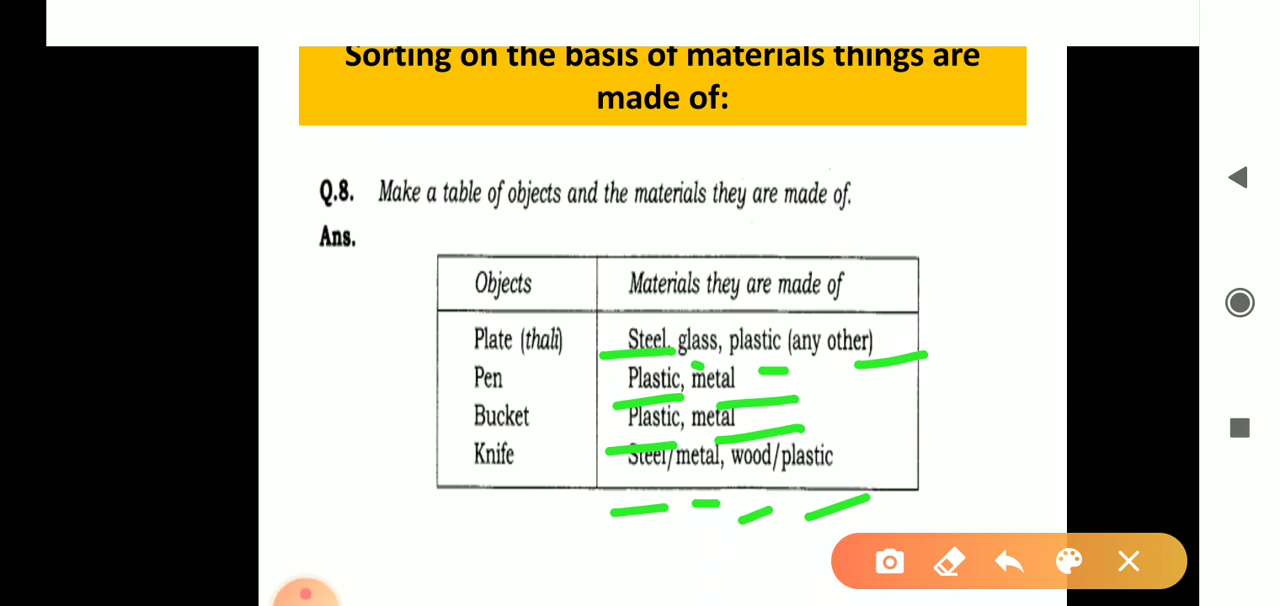 Sorting on the basis of materials things are
made of:
Q.8. Make a table of objects and the materials they are made of.
Ans.
Objects Materials they are made of
Plate (thali) Steel, glass, plastic (any other)
Pen Plastic, metal
Bucket Plastic, metal
Knife Steel/metal, wood/plastic